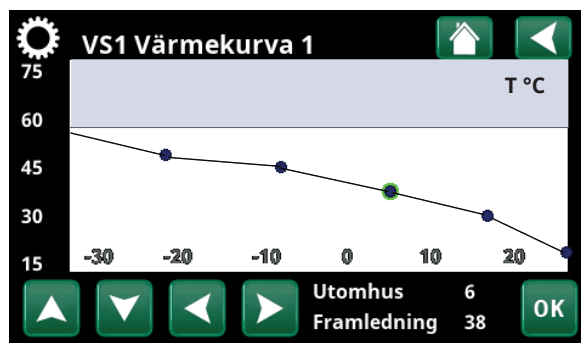 VS1 Värmekurva 1
75
T °C
60
45
30
15
-30 -20 -10 0 10 20
Utomhus 6
Framledning 38
OK